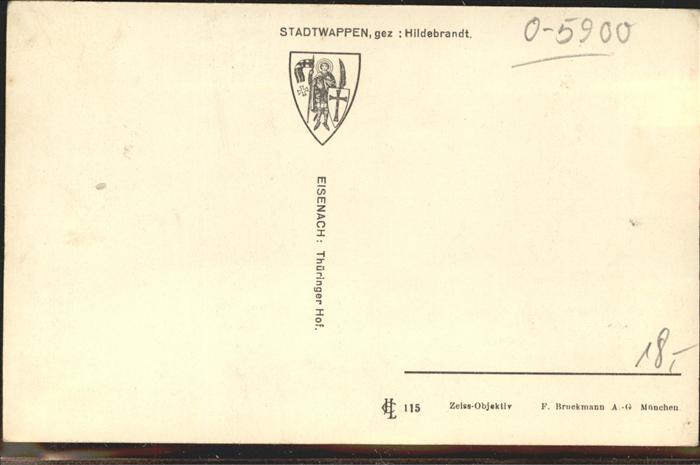 STADTWAPPEN, gez : Hildebrandt.
0-5900
EISENACH: Thüringer Hof.
18,-
115 Zeiss-Objektiv F. Bruckmann A.-G München